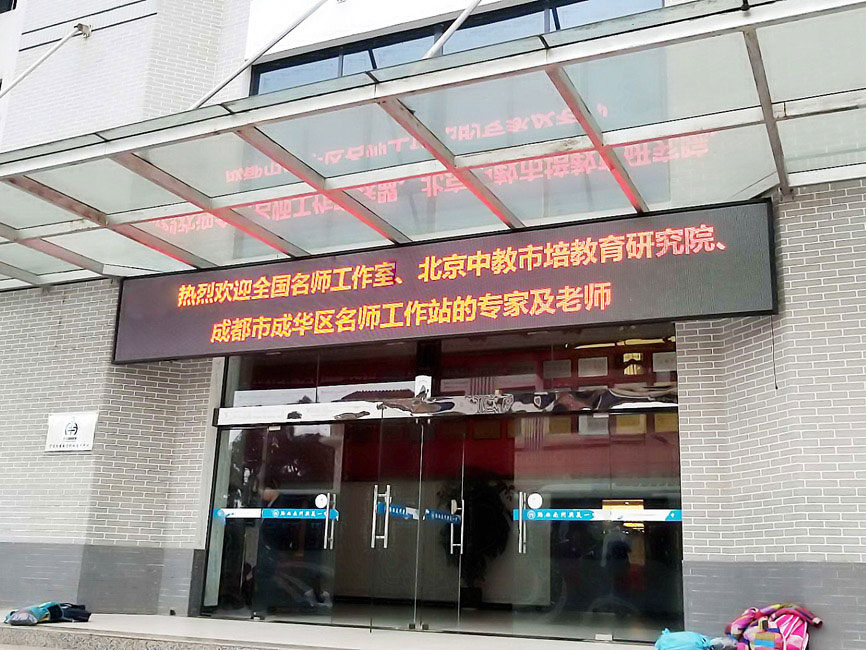 热烈欢迎全国名师工作室、北京中教市培教育研究院、
成都市成华区名师工作站的专家及老师